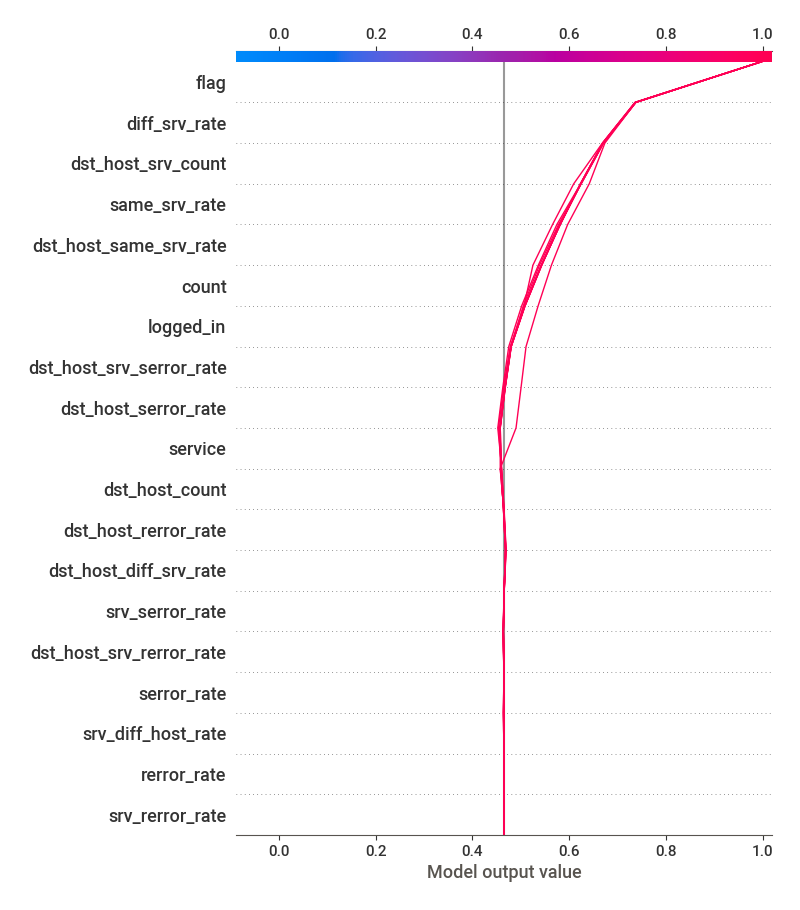 0.0 0.2 0.4 0.6 0.8 1.0
flag
diff_srv_rate
dst_host_srv_count
same_srv_rate
dst_host_same_srv_rate
count
logged_in
dst_host_srv_serror_rate
dst_host_serror_rate
service
dst_host_count
dst_host_rerror_rate
dst_host_diff_srv_rate
srv_serror_rate
dst_host_srv_rerror_rate
serror_rate
srv_diff_host_rate
rerror_rate
srv_rerror_rate
0.0 0.2 0.4 0.6 0.8 1.0
Model output value